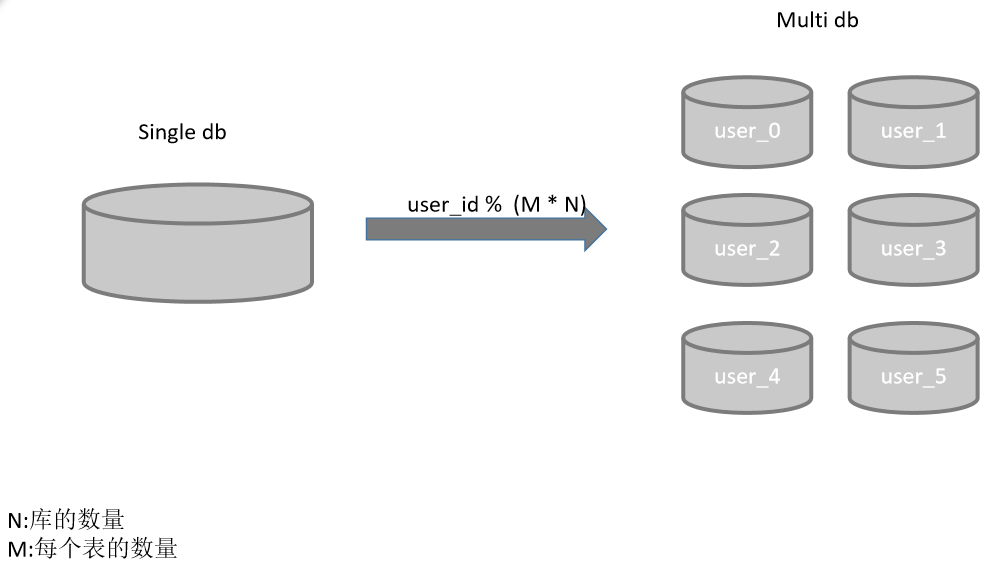 Multi db
Single db
user_id % (M * N)
user_0 user_1
user_2 user_3
user_4 user_5
N:库的数量
M:每个表的数量